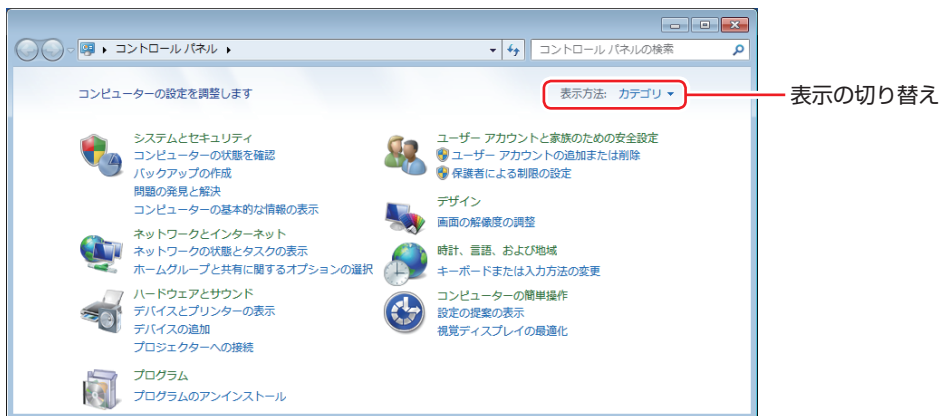 コントロール パネル
コントロール パネルの検索
コンピューターの設定を調整します
表示方法: カテゴリ
表示の切り替え
システムとセキュリティ
コンピューターの状態を確認
バックアップの作成
問題の発見と解決
コンピューターの基本的な情報の表示
ネットワークとインターネット
ネットワークの状態とタスクの表示
ホームグループと共有に関するオプションの選択
ハードウェアとサウンド
デバイスとプリンターの表示
デバイスの追加
プロジェクターへの接続
プログラム
プログラムのアンインストール
ユーザー アカウントと家族のための安全設定
ユーザー アカウントの追加または削除
保護者による制限の設定
デザイン
画面の解像度の調整
時計、言語、および地域
キーボードまたは入力方法の変更
コンピューターの簡単操作
設定の提案の表示
視覚ディスプレイの最適化